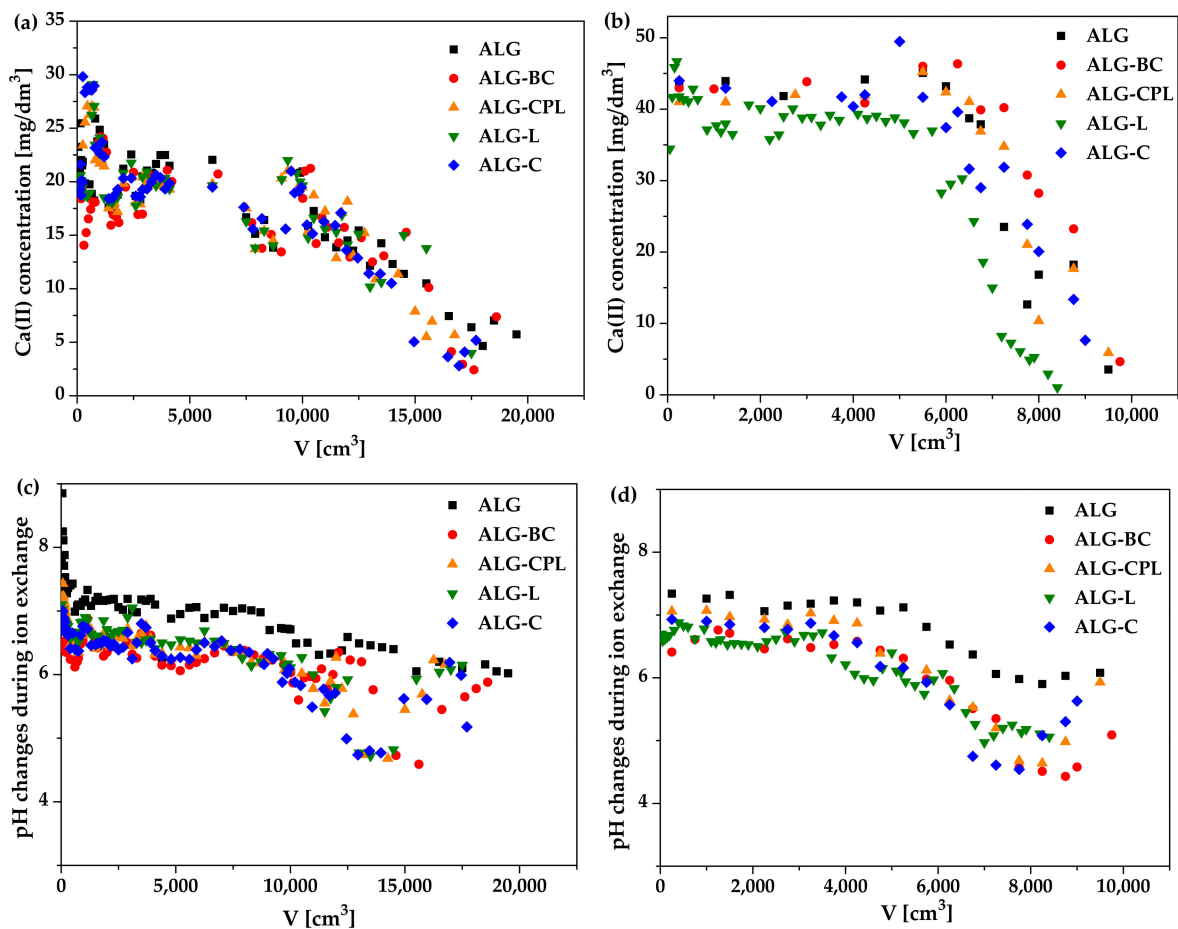 (a)
Ca(II) concentration [mg/dm³]
35
30
25
20
15
10
5
0
0
5,000
10,000
15,000
20,000
V [cm³]
ALG
ALG-BC
ALG-CPL
ALG-L
ALG-C
(b)
Ca(II) concentration [mg/dm³]
50
40
30
20
10
0
0
2,000
4,000
6,000
8,000
10,000
V [cm³]
ALG
ALG-BC
ALG-CPL
ALG-L
ALG-C
(c)
pH changes during ion exchange
8
6
4
0
5,000
10,000
15,000
20,000
V [cm³]
ALG
ALG-BC
ALG-CPL
ALG-L
ALG-C
(d)
pH changes during ion exchange
8
6
4
0
2,000
4,000
6,000
8,000
10,000
V [cm³]
ALG
ALG-BC
ALG-CPL
ALG-L
ALG-C